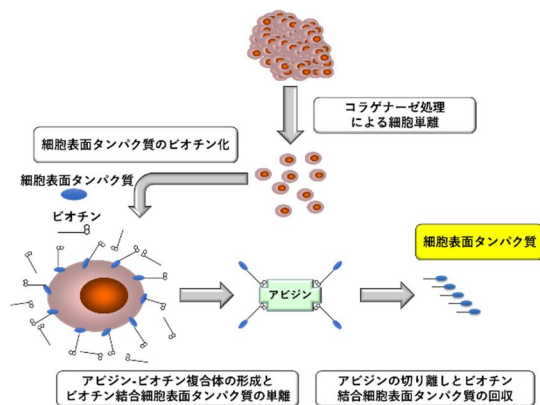 コラゲナーゼ処理
による細胞単離
細胞表面タンパク質のビオチン化
細胞表面タンパク質
ビオチン
細胞表面タンパク質
アビジン
アビジン-ビオチン複合体の形成と
ビオチン結合細胞表面タンパク質の単離
アビジンの切り離しとビオチン
結合細胞表面タンパク質の回収